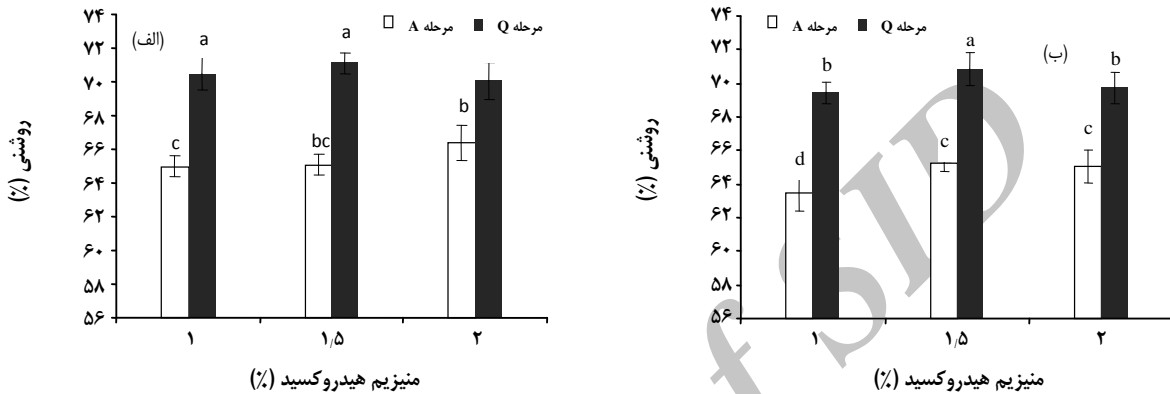 (الف)
مرحله A مرحله Q
روشنی (%)
۷۴
۷۲
۷۰
۶۸
۶۶
۶۴
۶۲
۶۰
۵۸
۵۶
a a
c bc b
۱ ۱٫۵ ۲
منیزیم هیدروکسید (%)
(ب)
مرحله A مرحله Q
روشنی (%)
۷۴
۷۲
۷۰
۶۸
۶۶
۶۴
۶۲
۶۰
۵۸
۵۶
b a b
d c c
۱ ۱٫۵ ۲
منیزیم هیدروکسید (%)
f SID